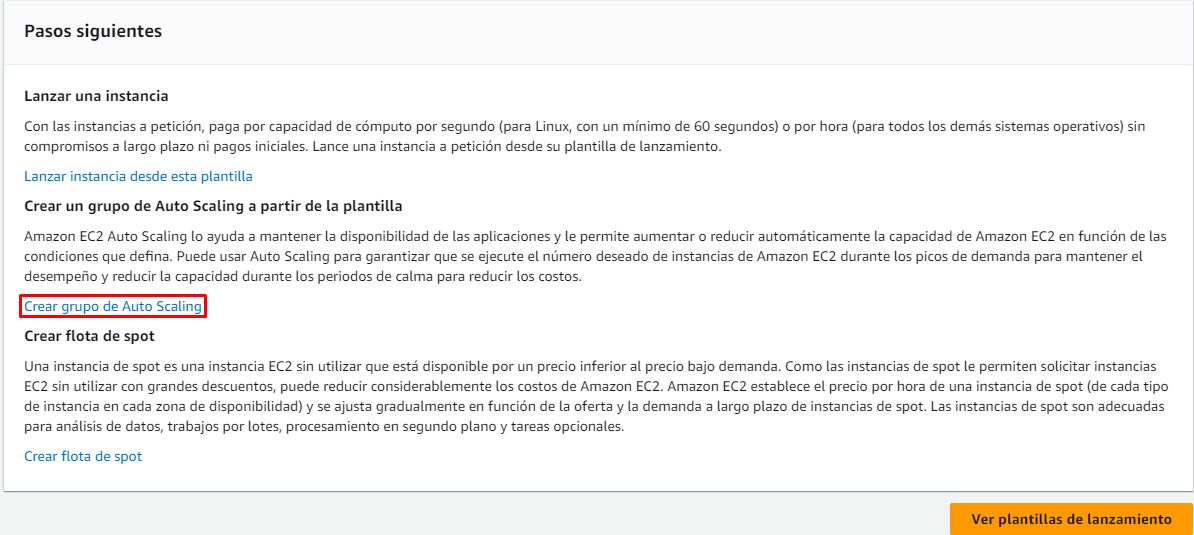 Pasos siguientes
Lanzar una instancia
Con las instancias a petición, paga por capacidad de cómputo por segundo (para Linux, con un mínimo de 60 segundos) o por hora (para todos los demás sistemas operativos) sin
compromisos a largo plazo ni pagos iniciales. Lance una instancia a petición desde su plantilla de lanzamiento.
Lanzar instancia desde esta plantilla
Crear un grupo de Auto Scaling a partir de la plantilla
Amazon EC2 Auto Scaling lo ayuda a mantener la disponibilidad de las aplicaciones y le permite aumentar o reducir automáticamente la capacidad de Amazon EC2 en función de las
condiciones que defina. Puede usar Auto Scaling para garantizar que se ejecute el número deseado de instancias de Amazon EC2 durante los picos de demanda para mantener el
desempeño y reducir la capacidad durante los periodos de calma para reducir los costos.
Crear grupo de Auto Scaling
Crear flota de spot
Una instancia de spot es una instancia EC2 sin utilizar que está disponible por un precio inferior al precio bajo demanda. Como las instancias de spot le permiten solicitar instancias
EC2 sin utilizar con grandes descuentos, puede reducir considerablemente los costos de Amazon EC2. Amazon EC2 establece el precio por hora de una instancia de spot (de cada tipo
de instancia en cada zona de disponibilidad) y se ajusta gradualmente en función de la oferta y la demanda a largo plazo de instancias de spot. Las instancias de spot son adecuadas
para análisis de datos, trabajos por lotes, procesamiento en segundo plano y tareas opcionales.
Crear flota de spot
Ver plantillas de lanzamiento